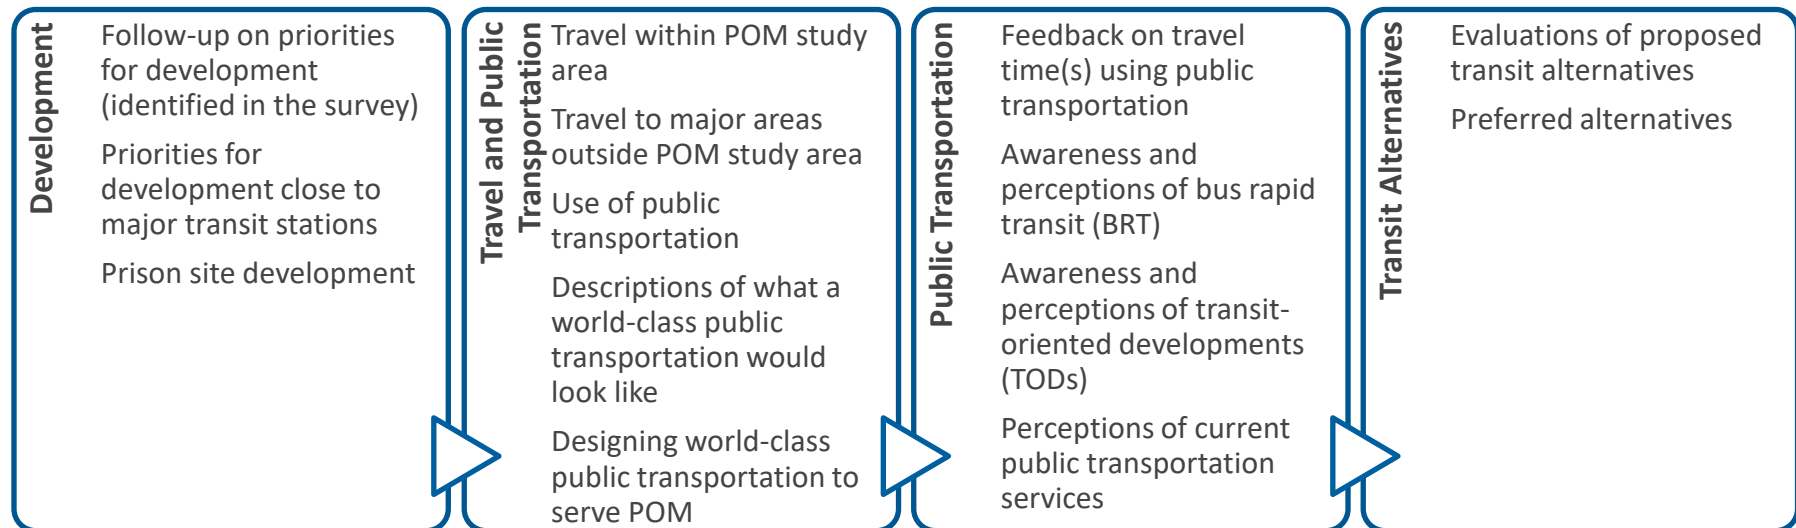 Development
Follow-up on priorities
for development
(identified in the survey)
Priorities for
development close to
major transit stations
Prison site development
Travel and Public
Transportation
Travel within POM study
area
Travel to major areas
outside POM study area
Use of public
transportation
Descriptions of what a
world-class public
transportation would
look like
Designing world-class
public transportation to
serve POM
Public Transportation
Feedback on travel
time(s) using public
transportation
Awareness and
perceptions of bus rapid
transit (BRT)
Awareness and
perceptions of transit-
oriented developments
(TODs)
Perceptions of current
public transportation
services
Transit Alternatives
Evaluations of proposed
transit alternatives
Preferred alternatives